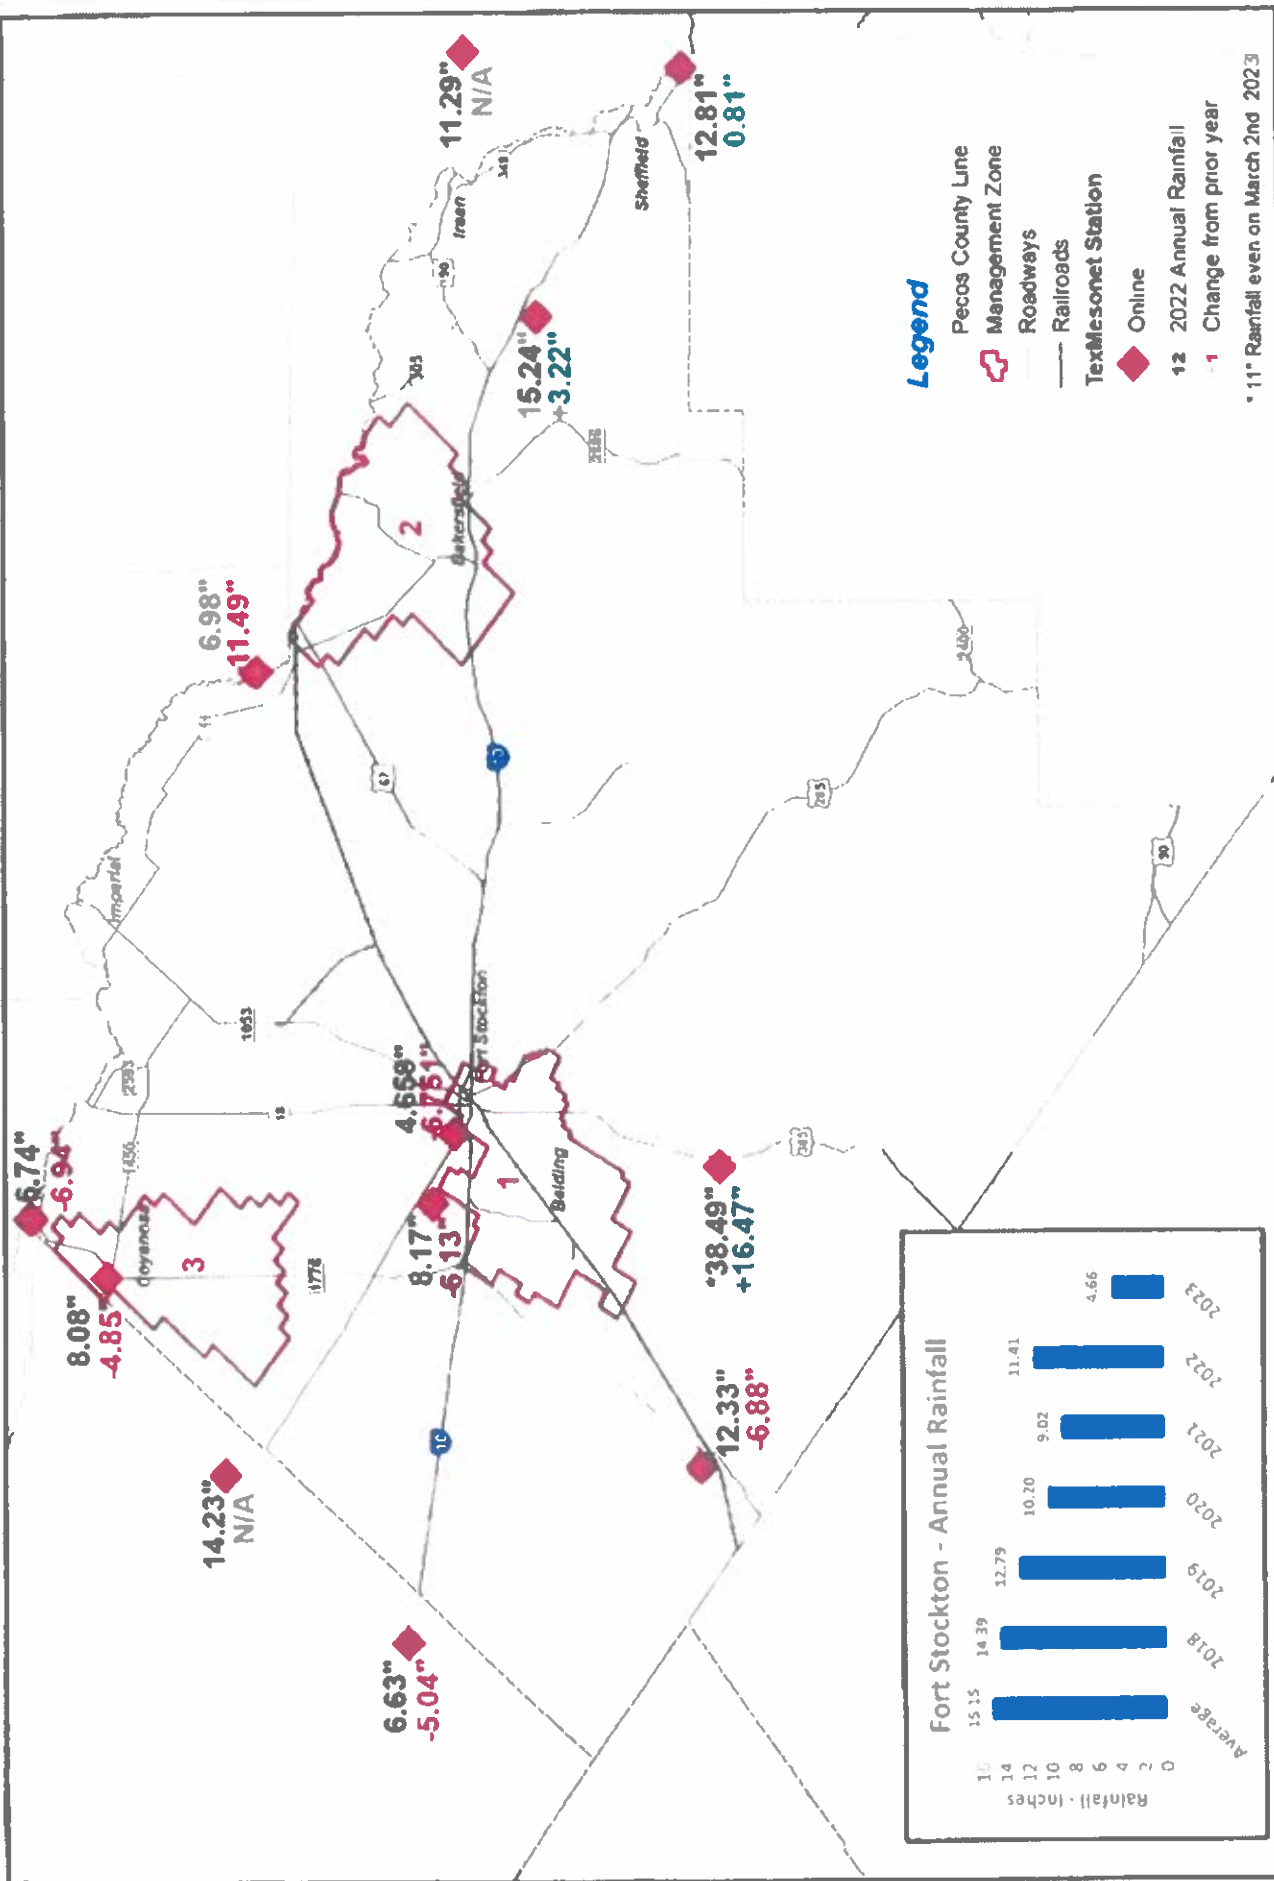 6.74"
-6.94"
8.08"
-4.85"
14.23"
N/A
6.63"
-5.04"
12.33"
-6.88"
8.17"
-6.13"
4.658"
-6.751"
*38.49"
+16.47"
6.98"
11.49"
15.24"
+3.22"
11.29"
N/A
12.81"
0.81"
Coyanosa
3
1776
1450
18
1053
Imperial
11
67
Belding
1
385
10
285
2400
90
2
Bakersfield
305
190
Iraan
349
Sheffield
Legend
Pecos County Line
Management Zone
Roadways
Railroads
TexMesonet Station
Online
12 2022 Annual Rainfall
-1 Change from prior year
* 11" Rainfall even on March 2nd 2023
Fort Stockton - Annual Rainfall
Rainfall - Inches
16
14
12
10
8
6
4
2
0
15.15
14.39
12.79
10.20
9.02
11.41
4.66
Average
2018
2019
2020
2021
2022
2023